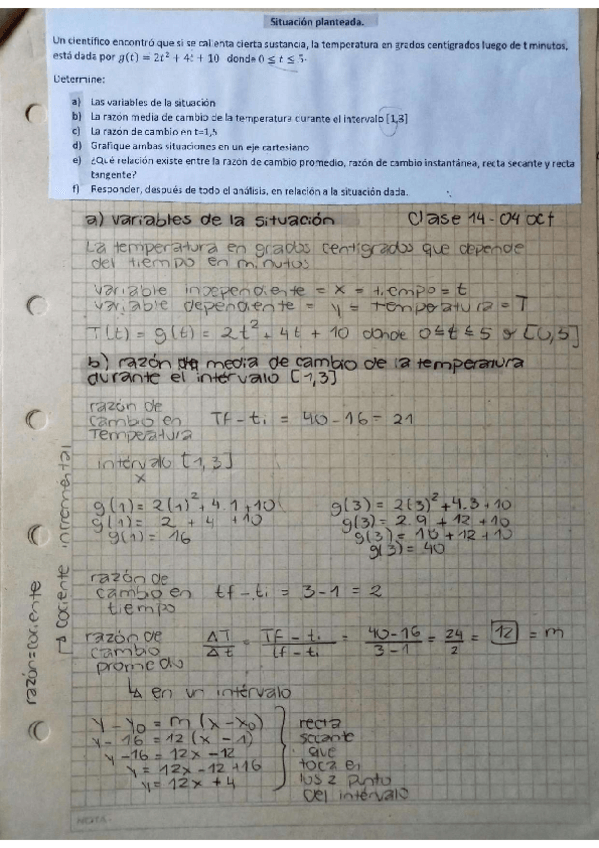 Situación planteada.
Un científico encontró que si se calienta cierta sustancia, la temperatura en grados centígrados luego de t minutos,
está dada por g(t) = 2t² + 4t + 10 donde 0 ≤ t ≤ 5.
Determine:
a) Las variables de la situación
b) La razón media de cambio de la temperatura durante el intervalo [1,3]
c) La razón de cambio en t=1,5
d) Grafique ambas situaciones en un eje cartesiano
e) ¿Qué relación existe entre la razón de cambio promedio, razón de cambio instantánea, recta secante y recta
tangente?
f) Responder, después de todo el análisis, en relación a la situación dada.
a) variables de la situación Clase 14-04 oct
La temperatura en grados centigrados que depende
del tiempo en minutos
variable independiente = x = tiempo = t
variable dependiente = y = temperatura = T
T(t) = g(t) = 2t² + 4t + 10 donde 0 ≤ t ≤ 5 [0,5]
b) razón de media de cambio de la temperatura
durante el intervalo [1,3]
razón de
cambio en Tf - ti = 40 - 16 = 21
Temperatura
intervalo [1,3]
x
g(1) = 2(1)² + 4.1 + 10 g(3) = 2(3)² + 4.3 + 10
g(1) = 2 + 4 + 10 g(3) = 2.9 + 12 + 10
g(1) = 16 g(3) = 18 + 12 + 10
g(3) = 40
razón de
cambio en tf - ti = 3 - 1 = 2
tiempo
razón de
cambio ΔT/Δt = Tf - ti/tf - ti = 40-16/3-1 = 24/2 = 12 = m
promedio
↳ en un intérvalo
y - y₀ = m (x - x₀) recta
y - 16 = 12 (x - 1) secante
y - 16 = 12x - 12 que
y = 12x - 12 + 16 toca en
y = 12x + 4 los 2 punto
del intérvalo
razón = cociente
↳ cociente incremental
NOTA